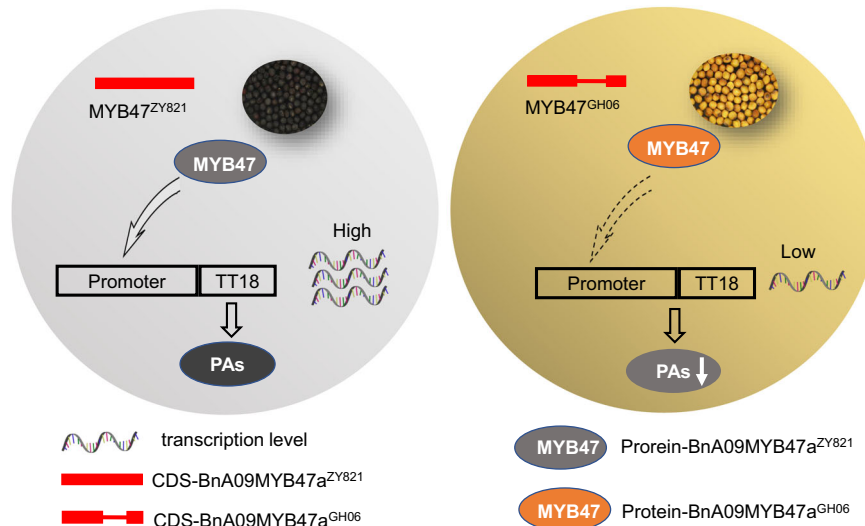 MYB47ZY821
MYB47
High
Promoter TT18
PAs
MYB47GH06
MYB47
Low
Promoter TT18
PAs
transcription level
CDS-BnA09MYB47aZY821
CDS-BnA09MYB47aGH06
MYB47 Prorein-BnA09MYB47aZY821
MYB47 Protein-BnA09MYB47aGH06